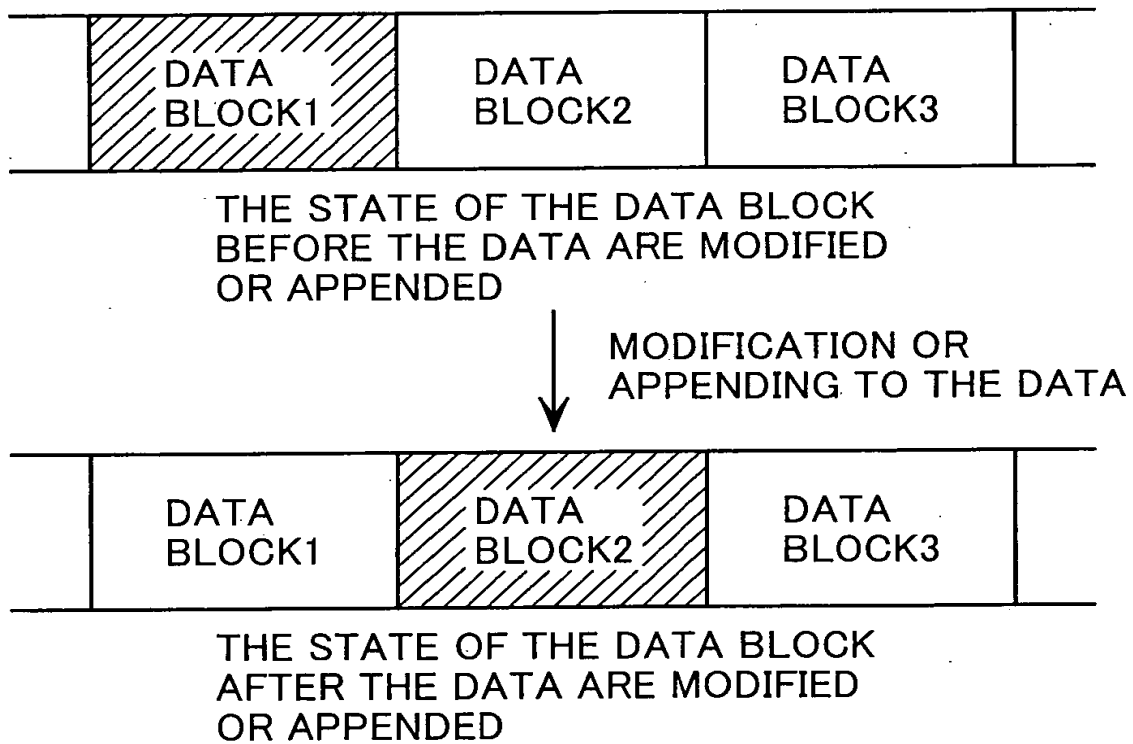 DATA
BLOCK1
DATA
BLOCK2
DATA
BLOCK3
THE STATE OF THE DATA BLOCK
BEFORE THE DATA ARE MODIFIED
OR APPENDED
MODIFICATION OR
APPENDING TO THE DATA
DATA
BLOCK1
DATA
BLOCK2
DATA
BLOCK3
THE STATE OF THE DATA BLOCK
AFTER THE DATA ARE MODIFIED
OR APPENDED